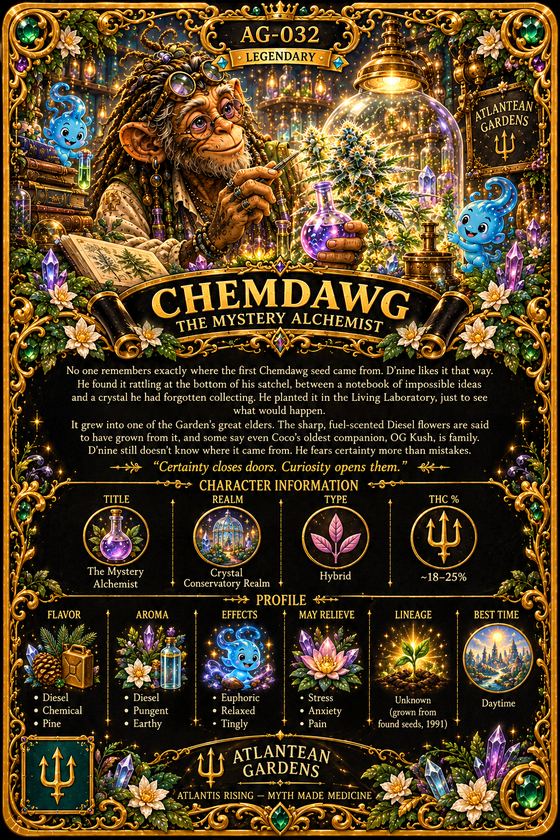 AG-032
LEGENDARY
ATLANTEAN
GARDENS
CHEMDAWG
THE MYSTERY ALCHEMIST
No one remembers exactly where the first Chemdawg seed came from. D'nine likes it that way.
He found it rattling at the bottom of his satchel, between a notebook of impossible ideas
and a crystal he had forgotten collecting. He planted it in the Living Laboratory, just to see
what would happen.
It grew into one of the Garden's great elders. The sharp, fuel-scented Diesel flowers are said
to have grown from it, and some say even Coco's oldest companion, OG Kush, is family.
D'nine still doesn't know where it came from. He fears certainty more than mistakes.
"Certainty closes doors. Curiosity opens them."
CHARACTER INFORMATION
TITLE
The Mystery
Alchemist
REALM
Crystal
Conservatory Realm
TYPE
Hybrid
THC %
~18–25%
PROFILE
FLAVOR
• Diesel
• Chemical
• Pine
AROMA
• Diesel
• Pungent
• Earthy
EFFECTS
• Euphoric
• Relaxed
• Tingly
MAY RELIEVE
• Stress
• Anxiety
• Pain
LINEAGE
Unknown
(grown from
found seeds, 1991)
BEST TIME
Daytime
ATLANTEAN
GARDENS
ATLANTIS RISING — MYTH MADE MEDICINE